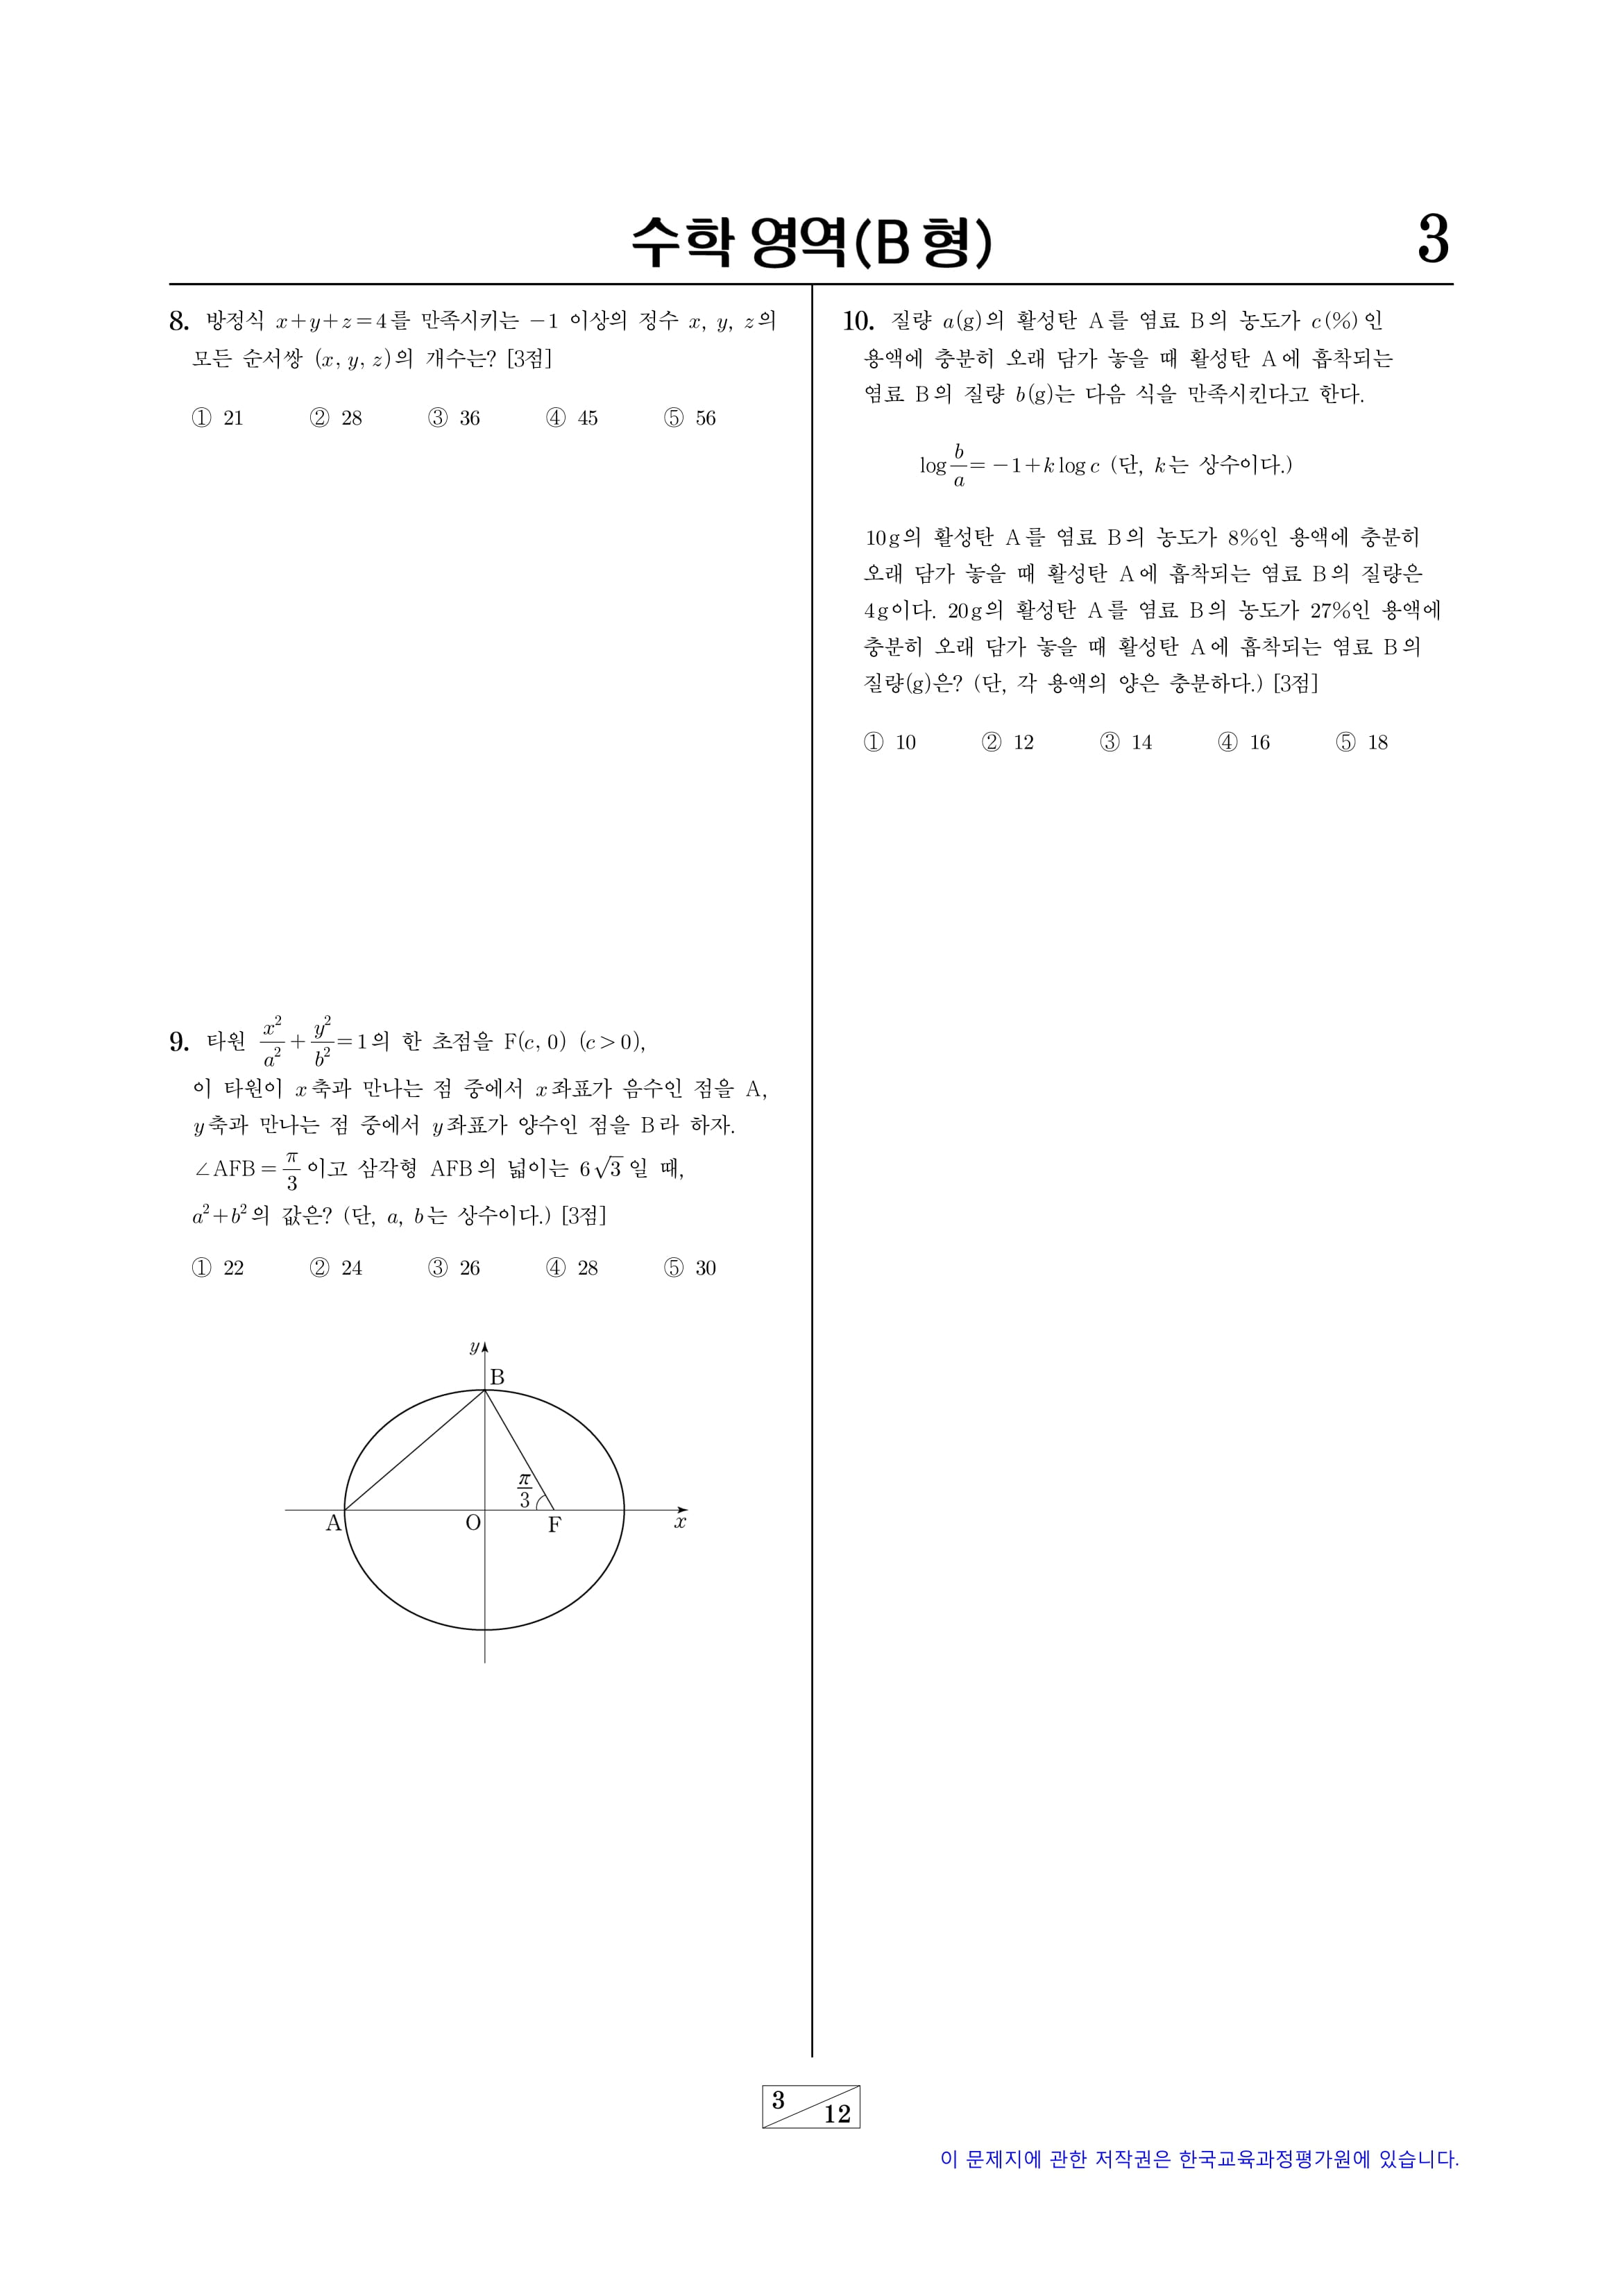 수학 영역(B형)
3
8. 방정식 x+y+z=4를 만족시키는 -1 이상의 정수 x, y, z의
모든 순서쌍 (x, y, z)의 개수는? [3점]
① 21 ② 28 ③ 36 ④ 45 ⑤ 56
9. 타원 x²/a² + y²/b² = 1의 한 초점을 F(c, 0) (c > 0),
이 타원이 x축과 만나는 점 중에서 x좌표가 음수인 점을 A,
y축과 만나는 점 중에서 y좌표가 양수인 점을 B라 하자.
∠AFB = π/3 이고 삼각형 AFB의 넓이는 6√3 일 때,
a²+b²의 값은? (단, a, b는 상수이다.) [3점]
① 22 ② 24 ③ 26 ④ 28 ⑤ 30
y
B
π/3
A O F x
10. 질량 a(g)의 활성탄 A를 염료 B의 농도가 c(%)인
용액에 충분히 오래 담가 놓을 때 활성탄 A에 흡착되는
염료 B의 질량 b(g)는 다음 식을 만족시킨다고 한다.
log b/a = -1+k log c (단, k는 상수이다.)
10g의 활성탄 A를 염료 B의 농도가 8%인 용액에 충분히
오래 담가 놓을 때 활성탄 A에 흡착되는 염료 B의 질량은
4g이다. 20g의 활성탄 A를 염료 B의 농도가 27%인 용액에
충분히 오래 담가 놓을 때 활성탄 A에 흡착되는 염료 B의
질량(g)은? (단, 각 용액의 양은 충분하다.) [3점]
① 10 ② 12 ③ 14 ④ 16 ⑤ 18
3
12
이 문제지에 관한 저작권은 한국교육과정평가원에 있습니다.